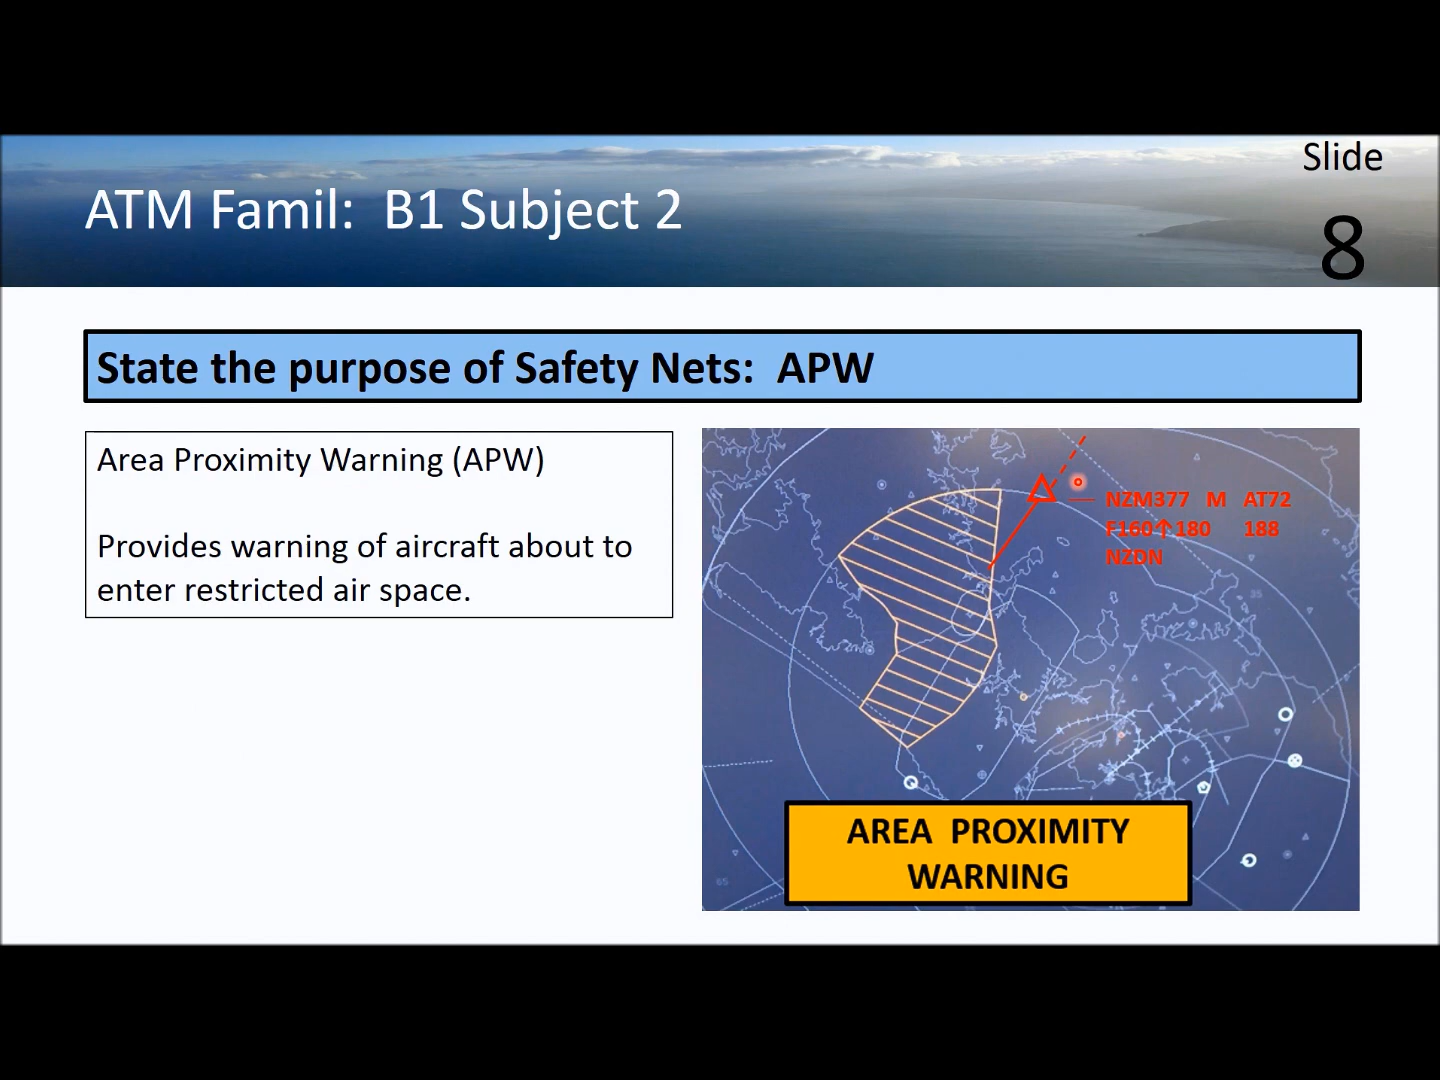 Slide
8
ATM Famil:  B1 Subject 2
State the purpose of Safety Nets:  APW
Area Proximity Warning (APW)
Provides warning of aircraft about to
enter restricted air space.
NZM377  M  AT72
F160↑180  188
NZDN
AREA  PROXIMITY
WARNING